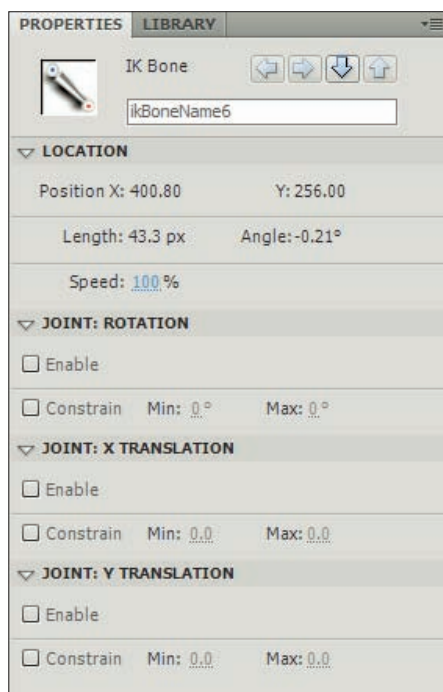 PROPERTIES LIBRARY
IK Bone
ikBoneName6
LOCATION
Position X: 400.80 Y: 256.00
Length: 43.3 px Angle:-0.21°
Speed: 100 %
JOINT: ROTATION
Enable
Constrain Min: 0 ° Max: 0 °
JOINT: X TRANSLATION
Enable
Constrain Min: 0.0 Max: 0.0
JOINT: Y TRANSLATION
Enable
Constrain Min: 0.0 Max: 0.0